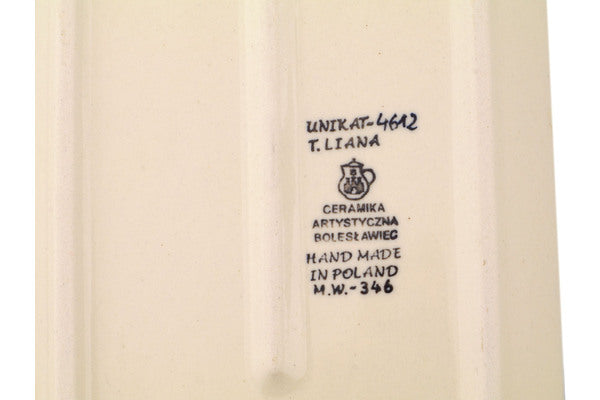 UNIKAT-4612
T. LIANA
CERAMIKA
ARTYSTYCZNA
BOLESŁAWIEC
HAND MADE
IN POLAND
M.W.-346